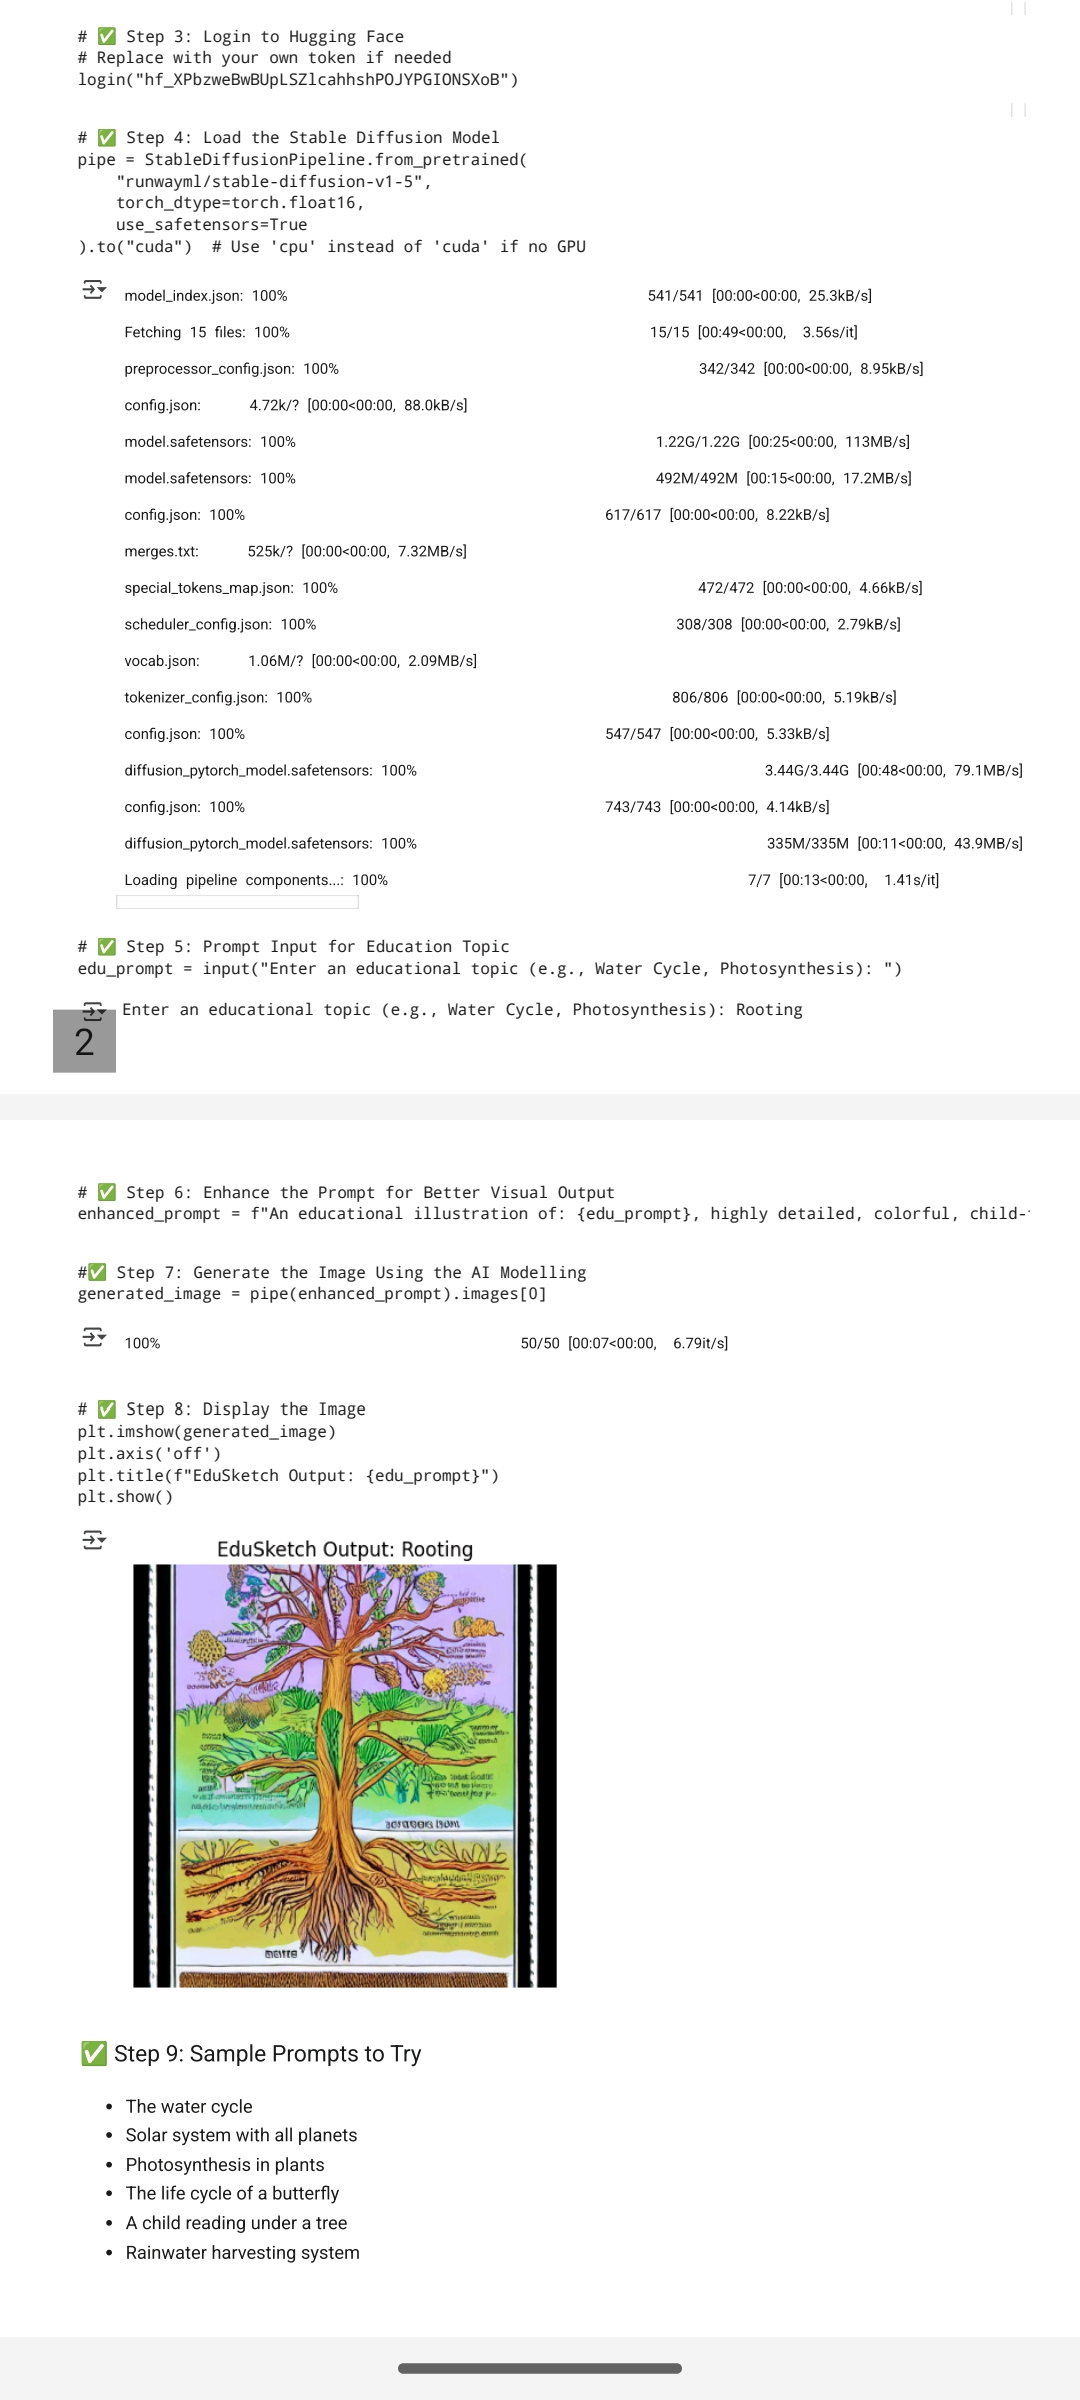 # ✅ Step 3: Login to Hugging Face
# Replace with your own token if needed
login("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")
# ✅ Step 4: Load the Stable Diffusion Model
pipe = StableDiffusionPipeline.from_pretrained(
    "runwayml/stable-diffusion-v1-5",
    torch_dtype=torch.float16,
    use_safetensors=True
).to("cuda")  # Use 'cpu' instead of 'cuda' if no GPU
model_index.json: 100% 541/541 [00:00<00:00, 25.3kB/s]
Fetching 15 files: 100% 15/15 [00:49<00:00, 3.56s/it]
preprocessor_config.json: 100% 342/342 [00:00<00:00, 8.95kB/s]
config.json: 4.72k/? [00:00<00:00, 88.0kB/s]
model.safetensors: 100% 1.22G/1.22G [00:25<00:00, 113MB/s]
model.safetensors: 100% 492M/492M [00:15<00:00, 17.2MB/s]
config.json: 100% 617/617 [00:00<00:00, 8.22kB/s]
merges.txt: 525k/? [00:00<00:00, 7.32MB/s]
special_tokens_map.json: 100% 472/472 [00:00<00:00, 4.66kB/s]
scheduler_config.json: 100% 308/308 [00:00<00:00, 2.79kB/s]
vocab.json: 1.06M/? [00:00<00:00, 2.09MB/s]
tokenizer_config.json: 100% 806/806 [00:00<00:00, 5.19kB/s]
config.json: 100% 547/547 [00:00<00:00, 5.33kB/s]
diffusion_pytorch_model.safetensors: 100% 3.44G/3.44G [00:48<00:00, 79.1MB/s]
config.json: 100% 743/743 [00:00<00:00, 4.14kB/s]
diffusion_pytorch_model.safetensors: 100% 335M/335M [00:11<00:00, 43.9MB/s]
Loading pipeline components...: 100% 7/7 [00:13<00:00, 1.41s/it]
# ✅ Step 5: Prompt Input for Education Topic
edu_prompt = input("Enter an educational topic (e.g., Water Cycle, Photosynthesis): ")
Enter an educational topic (e.g., Water Cycle, Photosynthesis): Rooting
2
# ✅ Step 6: Enhance the Prompt for Better Visual Output
enhanced_prompt = f"An educational illustration of: {edu_prompt}, highly detailed, colorful, child-
#✅ Step 7: Generate the Image Using the AI Modelling
generated_image = pipe(enhanced_prompt).images[0]
100% 50/50 [00:07<00:00, 6.79it/s]
# ✅ Step 8: Display the Image
plt.imshow(generated_image)
plt.axis('off')
plt.title(f"EduSketch Output: {edu_prompt}")
plt.show()
EduSketch Output: Rooting
✅ Step 9: Sample Prompts to Try
• The water cycle
• Solar system with all planets
• Photosynthesis in plants
• The life cycle of a butterfly
• A child reading under a tree
• Rainwater harvesting system